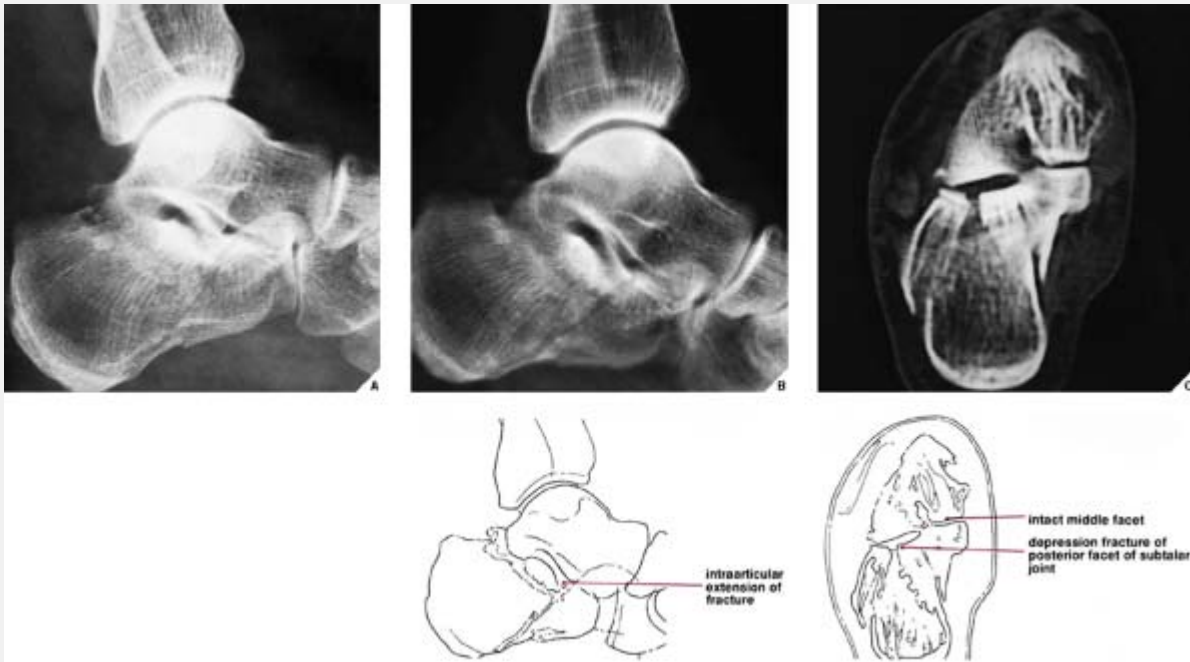 A
B
C
intraarticular
extension of
fracture
intact middle facet
depression fracture of
posterior facet of subtalar
joint